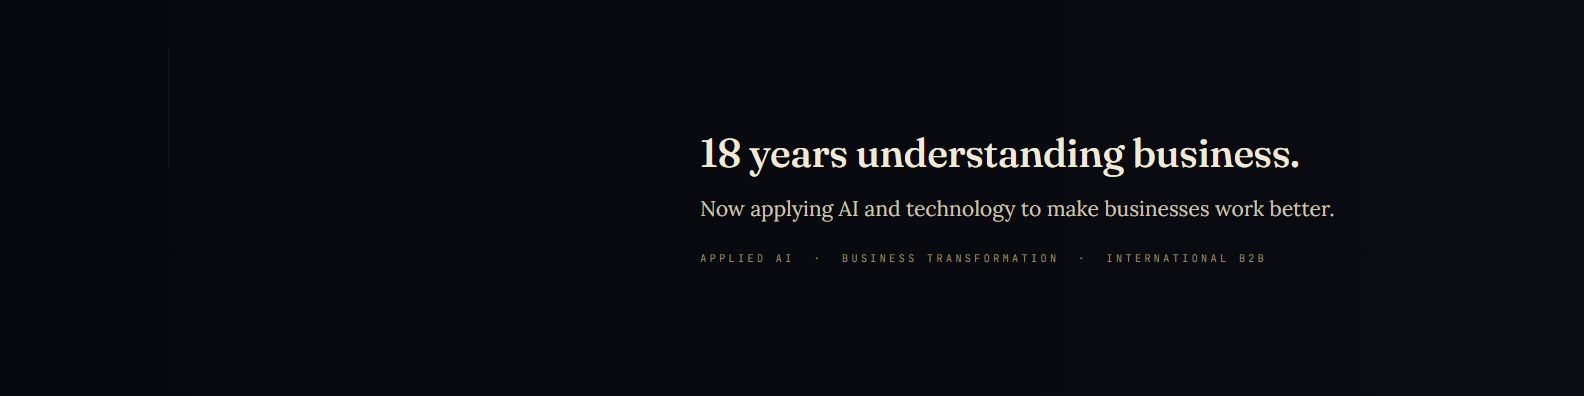 18 years understanding business.
Now applying AI and technology to make businesses work better.
APPLIED AI · BUSINESS TRANSFORMATION · INTERNATIONAL B2B